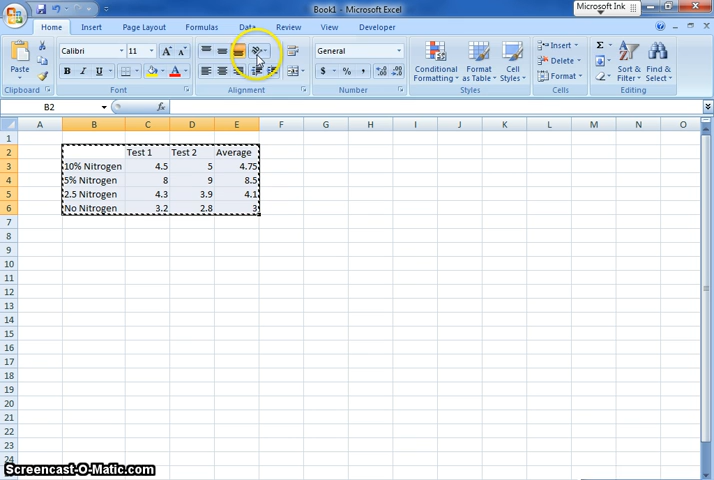 Book1 - Microsoft Excel
Microsoft Ink
Home Insert Page Layout Formulas Data Review View Developer
Paste
Clipboard
Calibri 11
B I U
Font
Alignment
General
$ % ,
Number
Conditional Formatting
Format as Table
Cell Styles
Styles
Insert
Delete
Format
Cells
Σ
Sort & Filter
Find & Select
Editing
B2 fx
A B C D E F G H I J K L M N O
1
2 Test 1 Test 2 Average
3 10% Nitrogen 4.5 5 4.75
4 5% Nitrogen 8 9 8.5
5 2.5 Nitrogen 4.3 3.9 4.1
6 No Nitrogen 3.2 2.8 3
7
8
9
10
11
12
13
14
15
16
17
18
19
20
21
22
23
24
Screencast-O-Matic.com